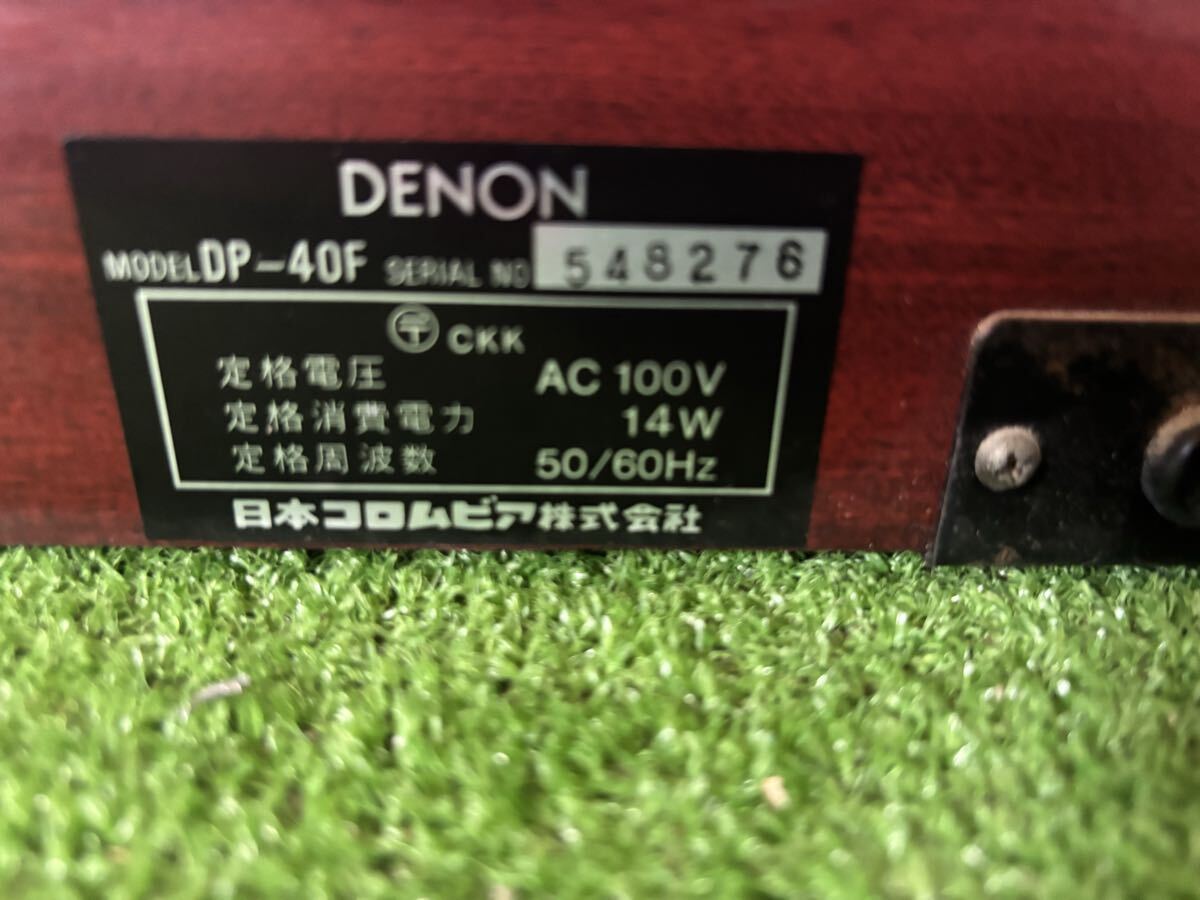 DENON
MODEL DP-40F SERIAL NO 548276
〒 CKK
定格電圧 AC 100V
定格消費電力 14W
定格周波数 50/60Hz
日本コロムビア株式会社